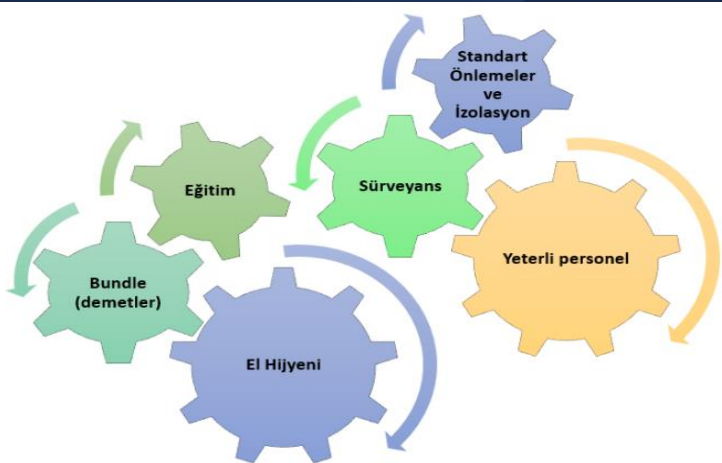 Standart
Önlemeler
ve
İzolasyon
Eğitim
Sürveyans
Yeterli personel
Bundle
(demetler)
El Hijyeni